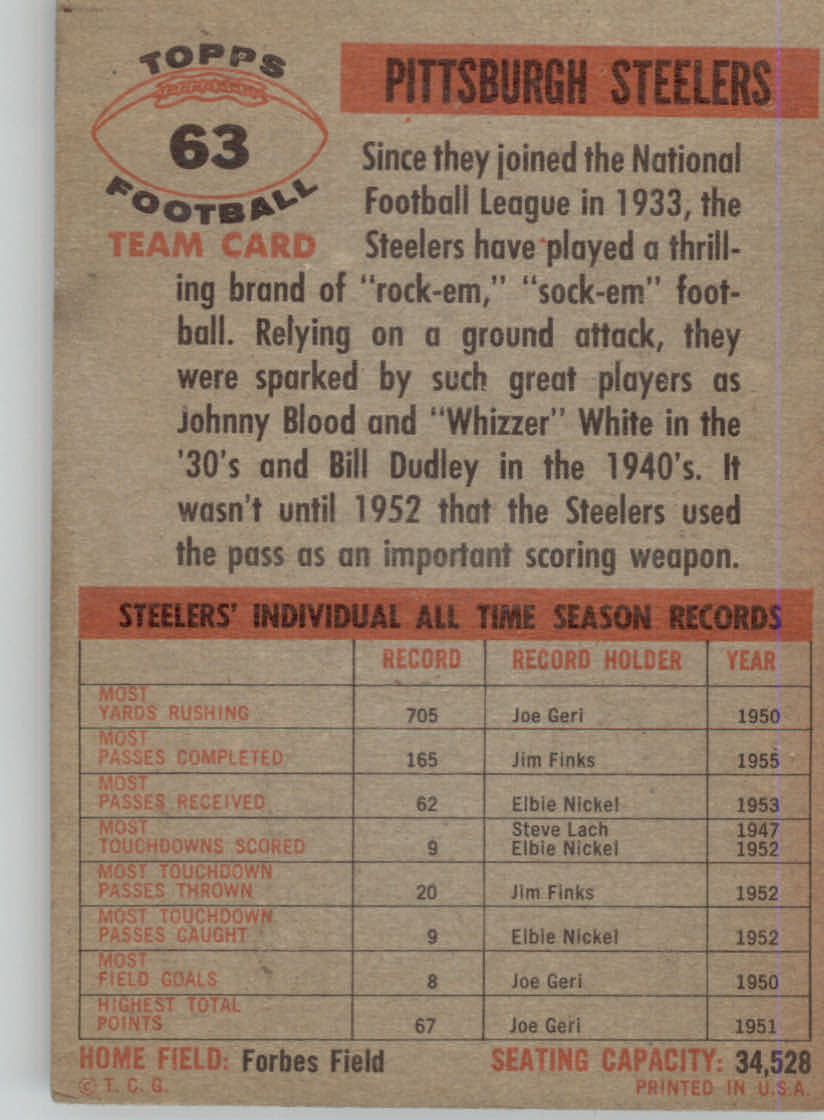 TOPPS
63
FOOTBALL
TEAM CARD
PITTSBURGH STEELERS
Since they joined the National
Football League in 1933, the
Steelers have played a thrill-
ing brand of "rock-em," "sock-em" foot-
ball. Relying on a ground attack, they
were sparked by such great players as
Johnny Blood and "Whizzer" White in the
'30's and Bill Dudley in the 1940's. It
wasn't until 1952 that the Steelers used
the pass as an important scoring weapon.
STEELERS' INDIVIDUAL ALL TIME SEASON RECORDS
RECORD RECORD HOLDER YEAR
MOST
YARDS RUSHING 705 Joe Geri 1950
MOST
PASSES COMPLETED 165 Jim Finks 1955
MOST
PASSES RECEIVED 62 Elbie Nickel 1953
MOST Steve Lach 1947
TOUCHDOWNS SCORED 9 Elbie Nickel 1952
MOST TOUCHDOWN
PASSES THROWN 20 Jim Finks 1952
MOST TOUCHDOWN
PASSES CAUGHT 9 Elbie Nickel 1952
MOST
FIELD GOALS 8 Joe Geri 1950
HIGHEST TOTAL
POINTS 67 Joe Geri 1951
HOME FIELD: Forbes Field SEATING CAPACITY: 34,528
© T. C. G. PRINTED IN U.S.A.